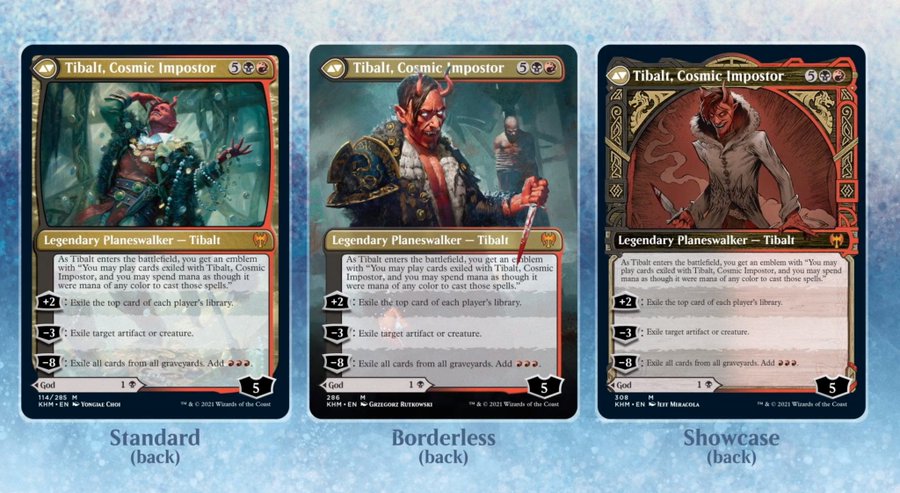 Tibalt, Cosmic Impostor 5
Legendary Planeswalker — Tibalt
As Tibalt enters the battlefield, you get an emblem
with "You may play cards exiled with Tibalt, Cosmic
Impostor, and you may spend mana as though it
were mana of any color to cast those spells."
+2 : Exile the top card of each player's library.
−3 : Exile target artifact or creature.
−8 : Exile all cards from all graveyards. Add
God 1
5
114/285 M
KHM • EN Yongjae Choi ™ & © 2021 Wizards of the Coast
Standard
(back)
Tibalt, Cosmic Impostor 5
Legendary Planeswalker — Tibalt
As Tibalt enters the battlefield, you get an emblem
with "You may play cards exiled with Tibalt, Cosmic
Impostor, and you may spend mana as though it
were mana of any color to cast those spells."
+2 : Exile the top card of each player's library.
−3 : Exile target artifact or creature.
−8 : Exile all cards from all graveyards. Add
God 1
5
286 M
KHM • EN Grzegorz Rutkowski ™ & © 2021 Wizards of the Coast
Borderless
(back)
Tibalt, Cosmic Impostor 5
Legendary Planeswalker — Tibalt
As Tibalt enters the battlefield, you get an emblem with "You may
play cards exiled with Tibalt, Cosmic Impostor, and you may spend
mana as though it were mana of any color to cast those spells."
+2 : Exile the top card of each player's library.
−3 : Exile target artifact or creature.
−8 : Exile all cards from all graveyards. Add
God 1
5
308 M
KHM • EN Jeff Miracola ™ & © 2021 Wizards of the Coast
Showcase
(back)